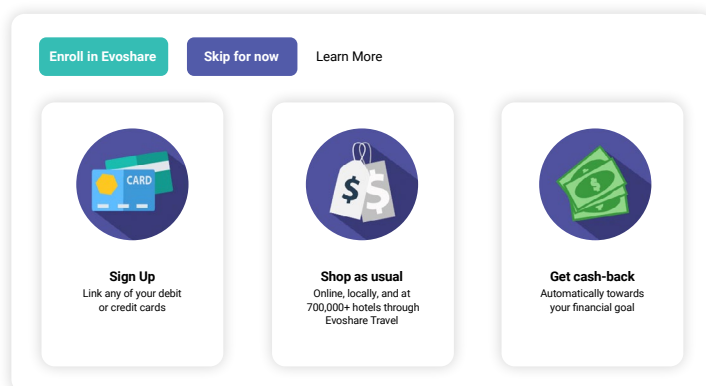 Enroll in Evoshare
Skip for now
Learn More
CARD
$
$
$
Sign Up
Link any of your debit
or credit cards
Shop as usual
Online, locally, and at
700,000+ hotels through
Evoshare Travel
Get cash-back
Automatically towards
your financial goal